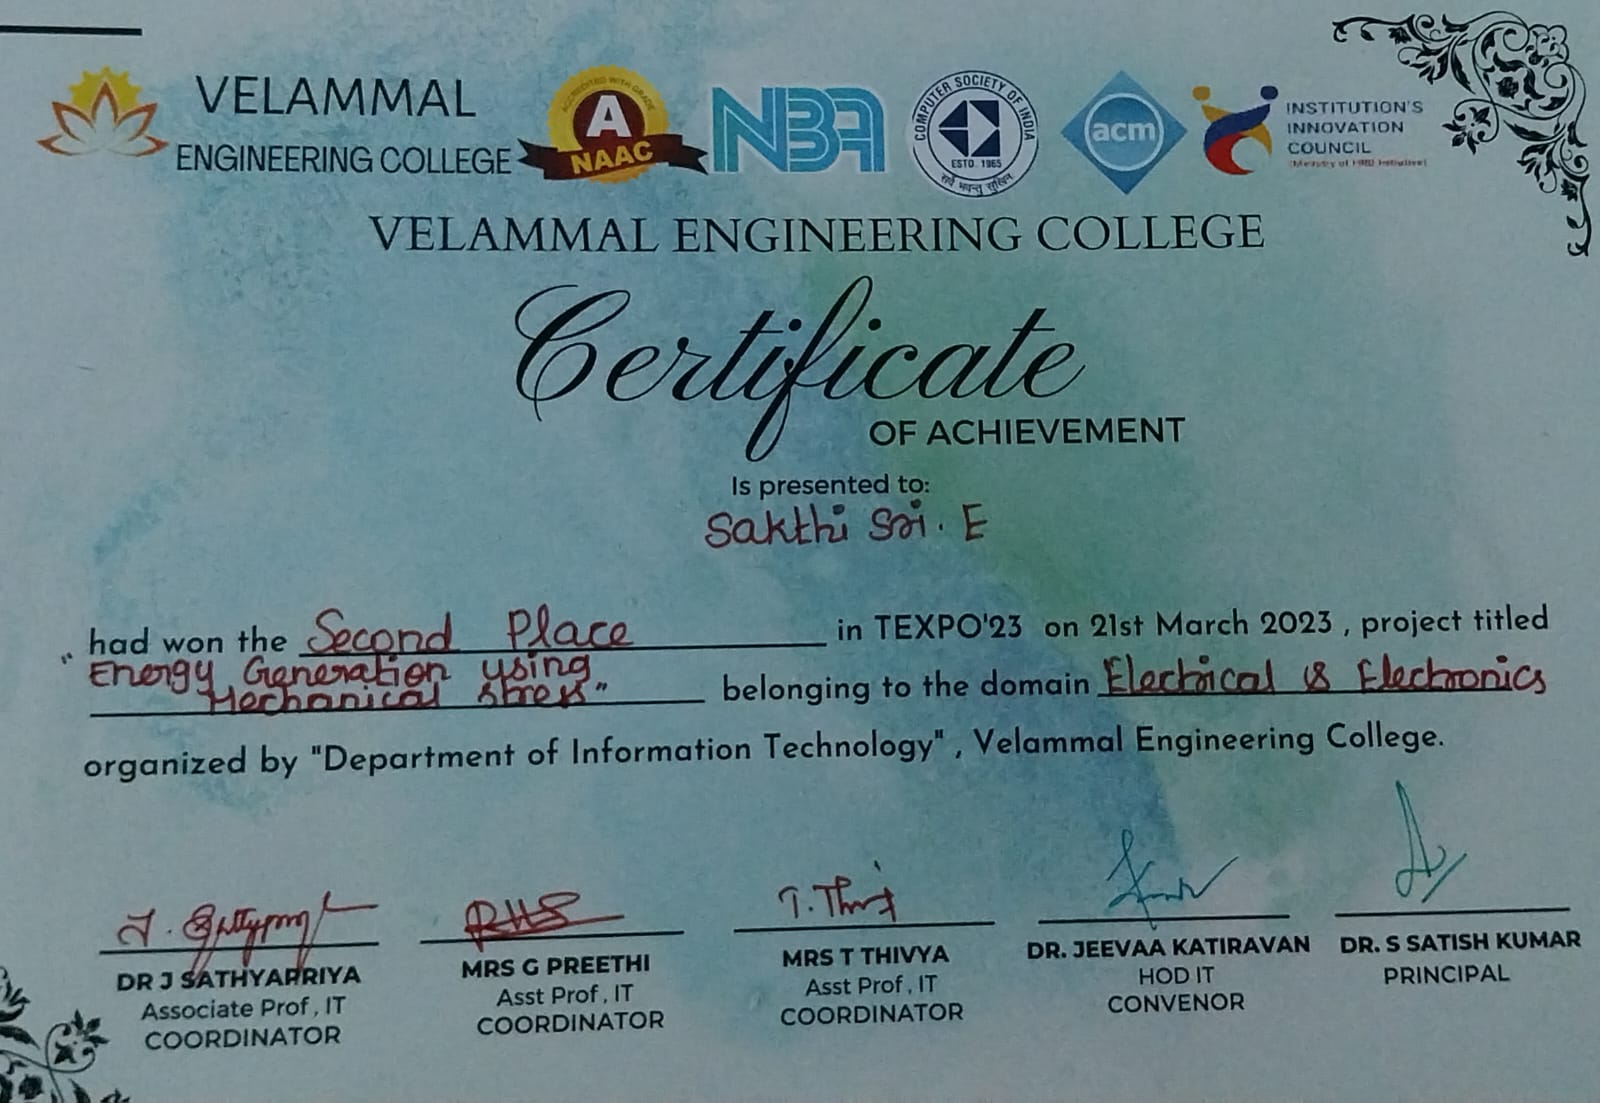 VELAMMAL
ENGINEERING COLLEGE
ACCREDITED WITH GRADE
A
NAAC
NBA
COMPUTER SOCIETY OF INDIA
ESTD. 1965
सर्वे भवन्तु सुखिनः
acm
INSTITUTION'S
INNOVATION
COUNCIL
(Ministry of HRD Initiative)
VELAMMAL ENGINEERING COLLEGE
Certificate
OF ACHIEVEMENT
Is presented to:
Sakthi Sri. E
had won the Second Place in TEXPO'23 on 21st March 2023 , project titled
"Energy Generation using
Mechanical stress" belonging to the domain Electrical & Electronics
organized by "Department of Information Technology" , Velammal Engineering College.
T. Thivya
DR J SATHYAPRIYA
Associate Prof , IT
COORDINATOR
MRS G PREETHI
Asst Prof , IT
COORDINATOR
MRS T THIVYA
Asst Prof , IT
COORDINATOR
DR. JEEVAA KATIRAVAN
HOD IT
CONVENOR
DR. S SATISH KUMAR
PRINCIPAL